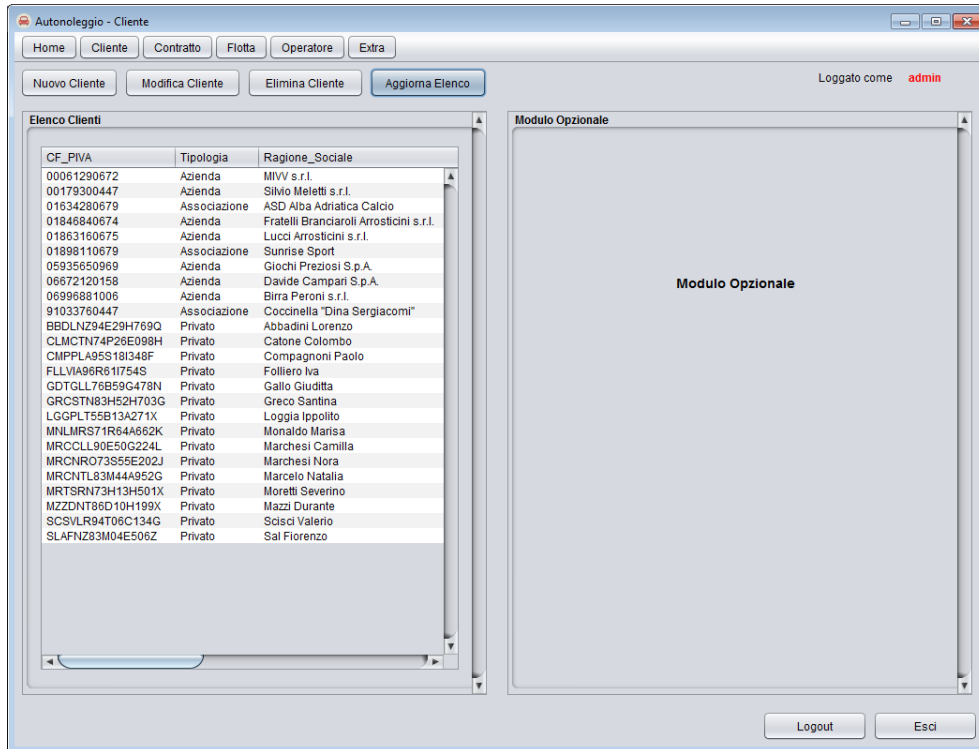 Autonoleggio - Cliente
Home Cliente Contratto Flotta Operatore Extra
Nuovo Cliente Modifica Cliente Elimina Cliente Aggiorna Elenco Loggato come admin
Elenco Clienti Modulo Opzionale
CF_PIVA Tipologia Ragione_Sociale
00061290672 Azienda MIVV s.r.l.
00179300447 Azienda Silvio Meletti s.r.l.
01634280679 Associazione ASD Alba Adriatica Calcio
01846840674 Azienda Fratelli Branciaroli Arrosticini s.r.l.
01863160675 Azienda Lucci Arrosticini s.r.l.
01898110679 Associazione Sunrise Sport
05935650969 Azienda Giochi Preziosi S.p.A.
06672120158 Azienda Davide Campari S.p.A.
06996881006 Azienda Birra Peroni s.r.l.
91033760447 Associazione Coccinella "Dina Sergiacomi"
BBDLNZ94E29H769Q Privato Abbadini Lorenzo
CLMCTN74P26E098H Privato Catone Colombo
CMPPLA95S18I348F Privato Compagnoni Paolo
FLLVIA96R61I754S Privato Folliero Iva
GDTGLL76B59G478N Privato Gallo Giuditta
GRCSTN83H52H703G Privato Greco Santina
LGGPLT55B13A271X Privato Loggia Ippolito
MNLMRS71R64A662K Privato Monaldo Marisa
MRCCLL90E50G224L Privato Marchesi Camilla
MRCNRO73S55E202J Privato Marchesi Nora
MRCNTL83M44A952G Privato Marcelo Natalia
MRTSRN73H13H501X Privato Moretti Severino
MZZDNT86D10H199X Privato Mazzi Durante
SCSVLR94T06C134G Privato Scisci Valerio
SLAFNZ83M04E506Z Privato Sal Fiorenzo
Modulo Opzionale
Logout Esci